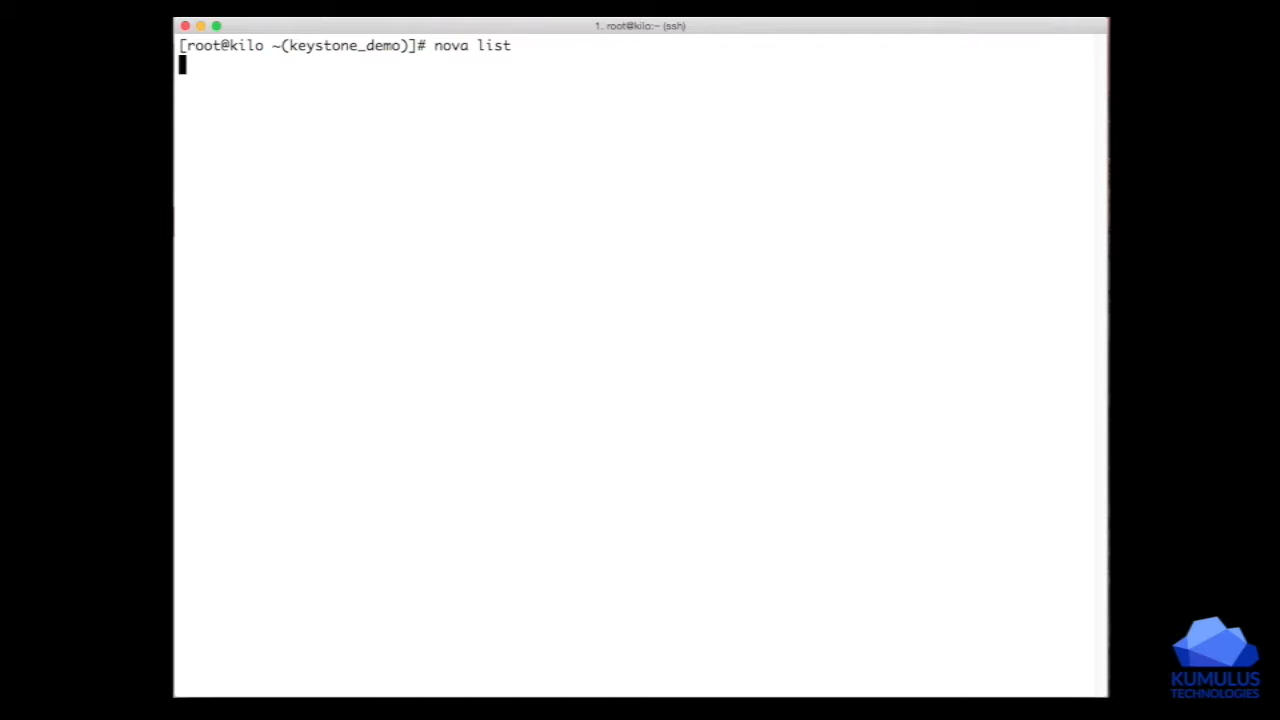 1. root@kilo:~ (ssh)
[root@kilo ~(keystone_demo)]# nova list
KUMULUS
TECHNOLOGIES